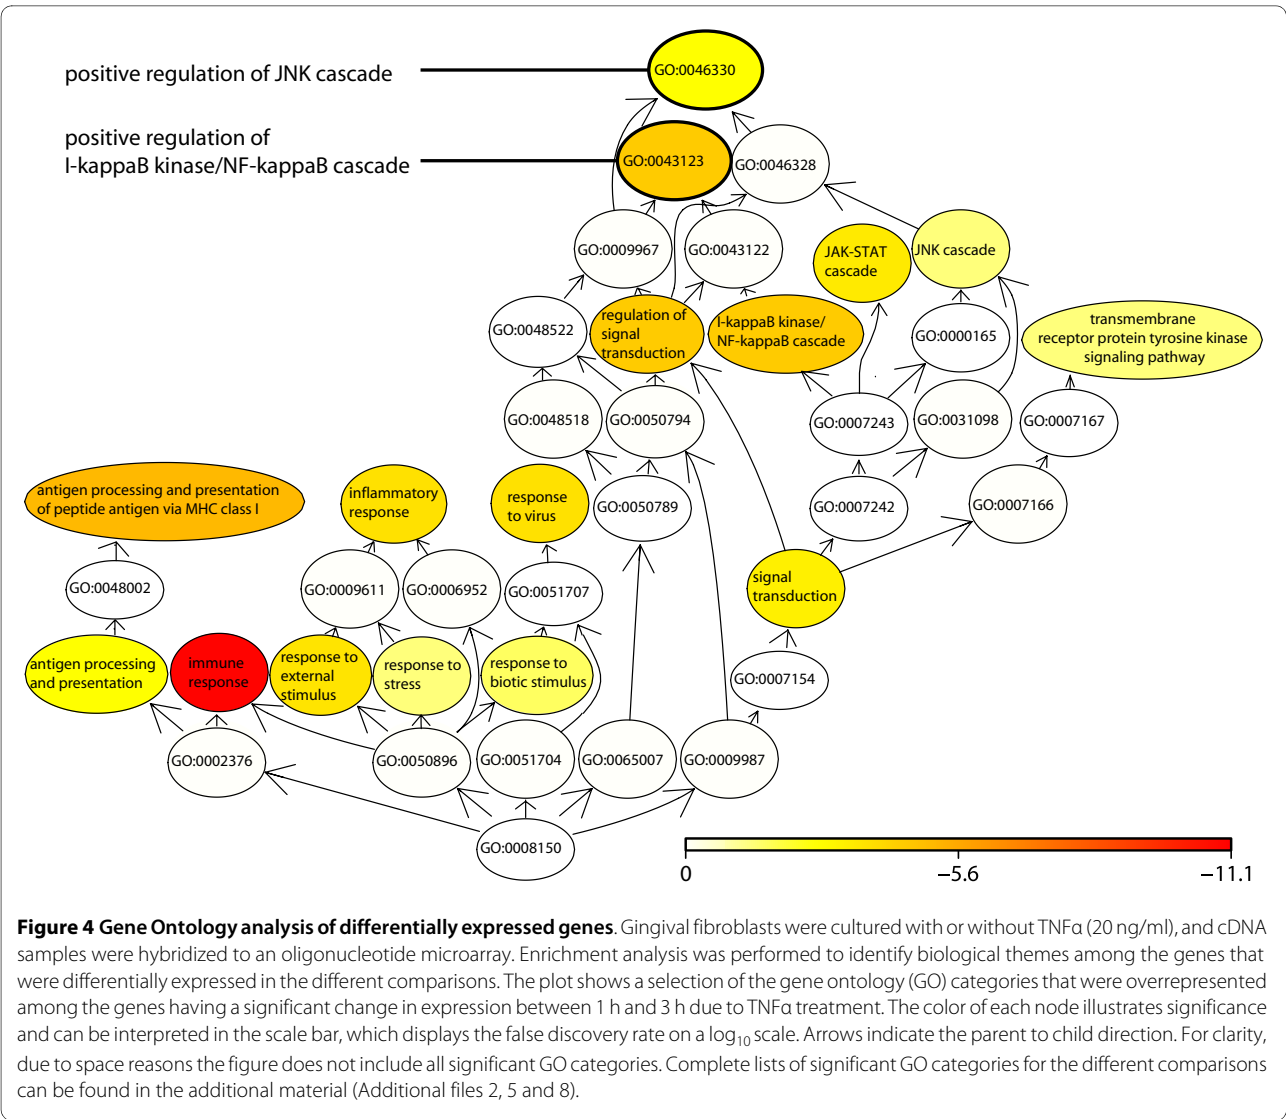 positive regulation of JNK cascade
GO:0046330
positive regulation of
I-kappaB kinase/NF-kappaB cascade
GO:0043123
GO:0046328
GO:0009967
GO:0043122
JAK-STAT
cascade
JNK cascade
GO:0048522
regulation of
signal
transduction
I-kappaB kinase/
NF-kappaB cascade
GO:0000165
transmembrane
receptor protein tyrosine kinase
signaling pathway
GO:0048518
GO:0050794
GO:0007243
GO:0031098
GO:0007167
antigen processing and presentation
of peptide antigen via MHC class I
inflammatory
response
response
to virus
GO:0050789
GO:0007242
GO:0007166
GO:0048002
GO:0009611
GO:0006952
GO:0051707
signal
transduction
antigen processing
and presentation
immune
response
response to
external
stimulus
response to
stress
response to
biotic stimulus
GO:0007154
GO:0002376
GO:0050896
GO:0051704
GO:0065007
GO:0009987
GO:0008150
0
−5.6
−11.1
Figure 4 Gene Ontology analysis of differentially expressed genes. Gingival fibroblasts were cultured with or without TNFα (20 ng/ml), and cDNA
samples were hybridized to an oligonucleotide microarray. Enrichment analysis was performed to identify biological themes among the genes that
were differentially expressed in the different comparisons. The plot shows a selection of the gene ontology (GO) categories that were overrepresented
among the genes having a significant change in expression between 1 h and 3 h due to TNFα treatment. The color of each node illustrates significance
and can be interpreted in the scale bar, which displays the false discovery rate on a log10 scale. Arrows indicate the parent to child direction. For clarity,
due to space reasons the figure does not include all significant GO categories. Complete lists of significant GO categories for the different comparisons
can be found in the additional material (Additional files 2, 5 and 8).